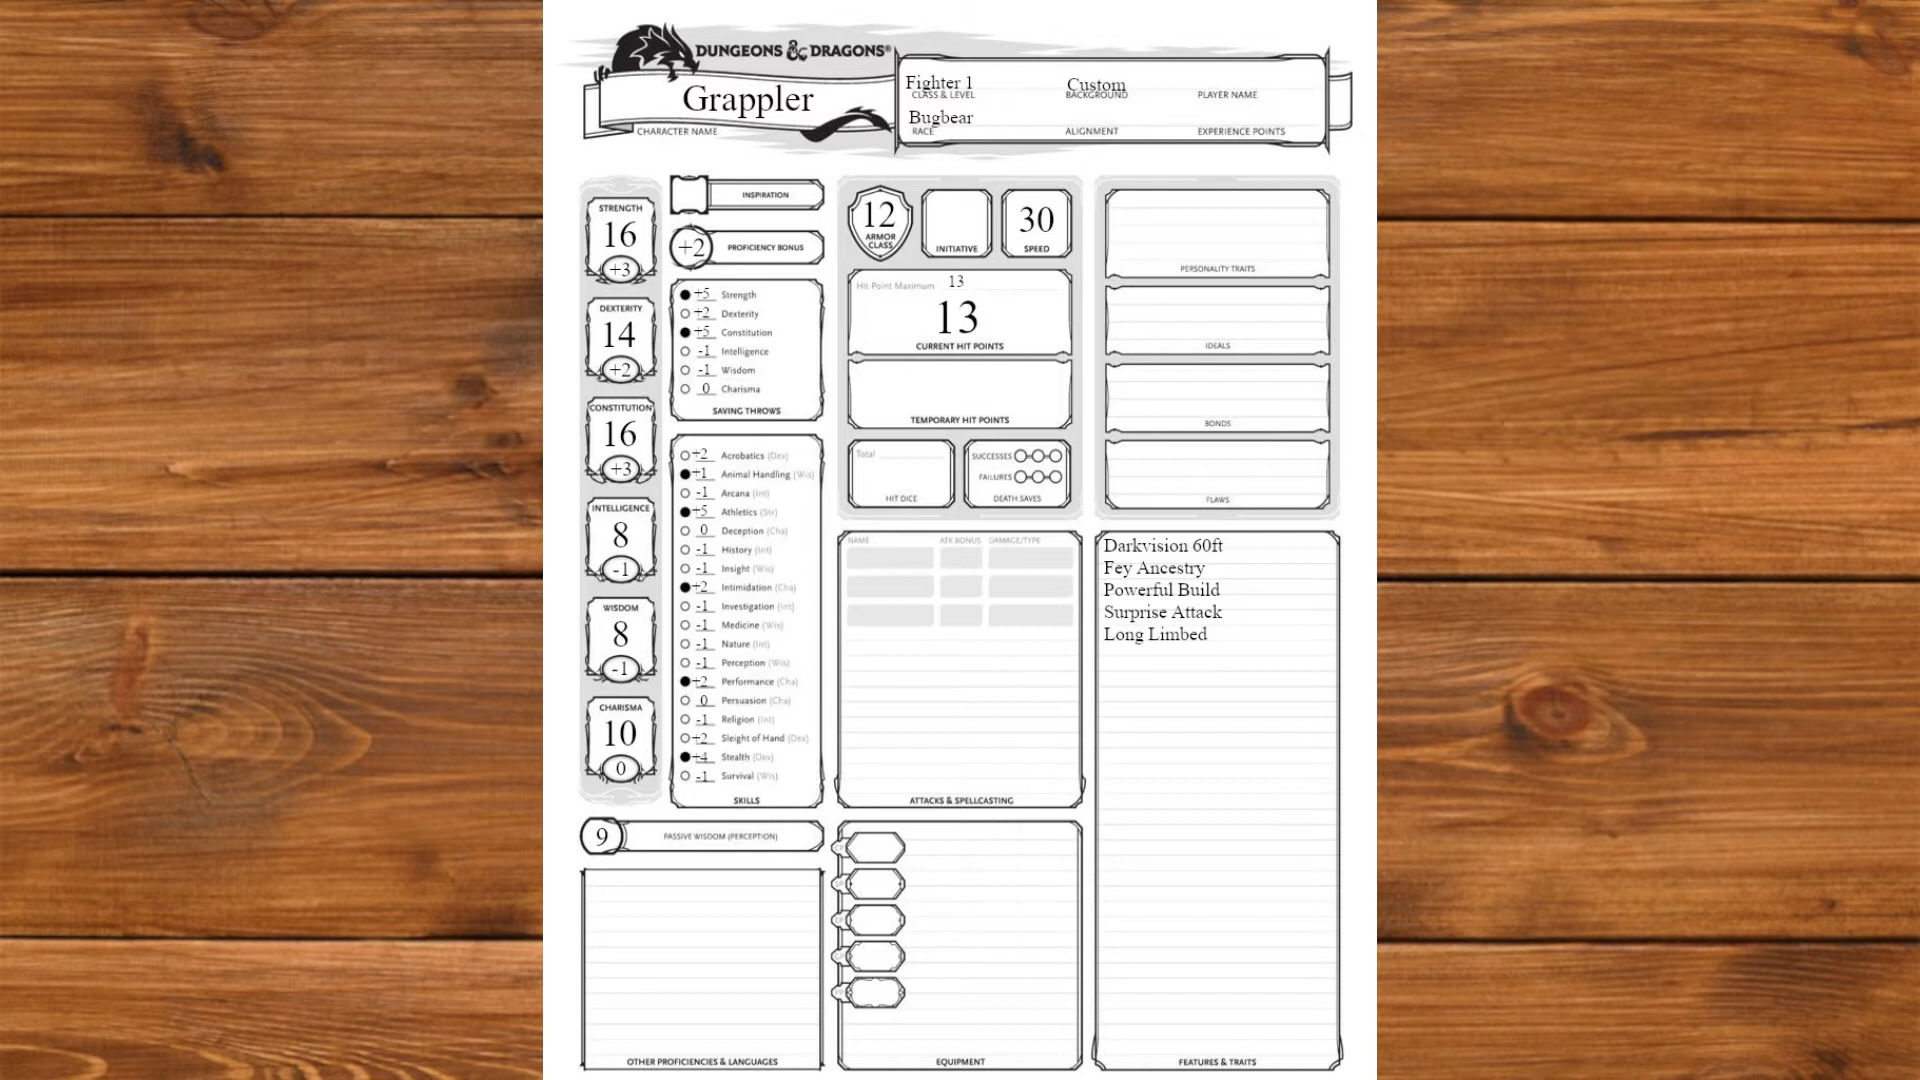 DUNGEONS & DRAGONS®
Grappler
CHARACTER NAME
Fighter 1
CLASS & LEVEL
Custom
BACKGROUND
PLAYER NAME
Bugbear
RACE
ALIGNMENT
EXPERIENCE POINTS
STRENGTH
16
+3
DEXTERITY
14
+2
CONSTITUTION
16
+3
INTELLIGENCE
8
-1
WISDOM
8
-1
CHARISMA
10
0
INSPIRATION
+2 PROFICIENCY BONUS
+5 Strength
+2 Dexterity
+5 Constitution
-1 Intelligence
-1 Wisdom
0 Charisma
SAVING THROWS
+2 Acrobatics (Dex)
+1 Animal Handling (Wis)
-1 Arcana (Int)
+5 Athletics (Str)
0 Deception (Cha)
-1 History (Int)
-1 Insight (Wis)
+2 Intimidation (Cha)
-1 Investigation (Int)
-1 Medicine (Wis)
-1 Nature (Int)
-1 Perception (Wis)
+2 Performance (Cha)
0 Persuasion (Cha)
-1 Religion (Int)
+2 Sleight of Hand (Dex)
+4 Stealth (Dex)
-1 Survival (Wis)
SKILLS
9 PASSIVE WISDOM (PERCEPTION)
OTHER PROFICIENCIES & LANGUAGES
12
ARMOR
CLASS
INITIATIVE
30
SPEED
Hit Point Maximum 13
13
CURRENT HIT POINTS
TEMPORARY HIT POINTS
Total
HIT DICE
SUCCESSES
FAILURES
DEATH SAVES
NAME ATK BONUS DAMAGE/TYPE
ATTACKS & SPELLCASTING
EQUIPMENT
PERSONALITY TRAITS
IDEALS
BONDS
FLAWS
Darkvision 60ft
Fey Ancestry
Powerful Build
Surprise Attack
Long Limbed
FEATURES & TRAITS